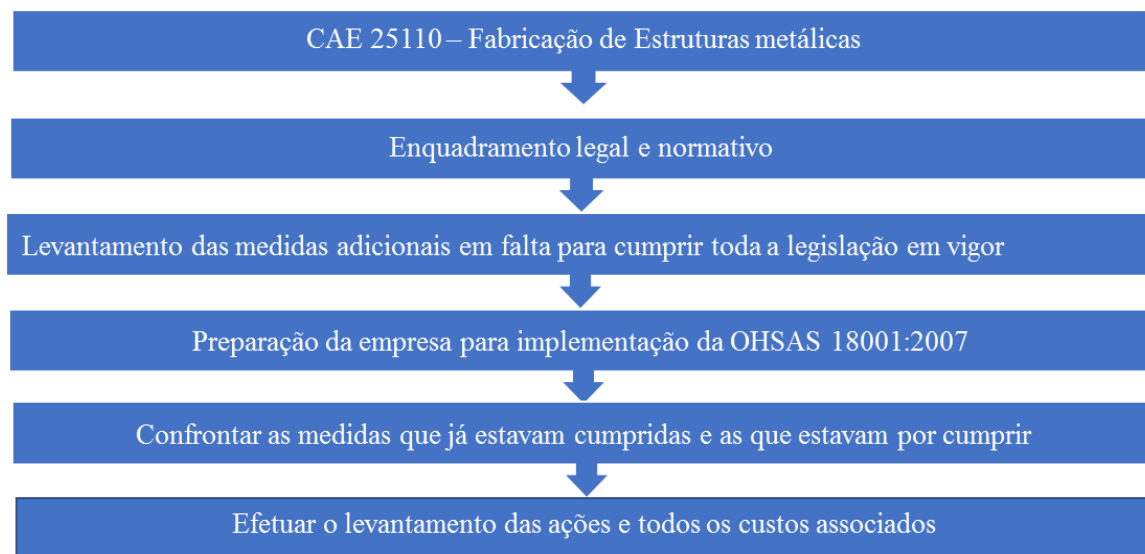 CAE 25110 – Fabricação de Estruturas metálicas
Enquadramento legal e normativo
Levantamento das medidas adicionais em falta para cumprir toda a legislação em vigor
Preparação da empresa para implementação da OHSAS 18001:2007
Confrontar as medidas que já estavam cumpridas e as que estavam por cumprir
Efetuar o levantamento das ações e todos os custos associados